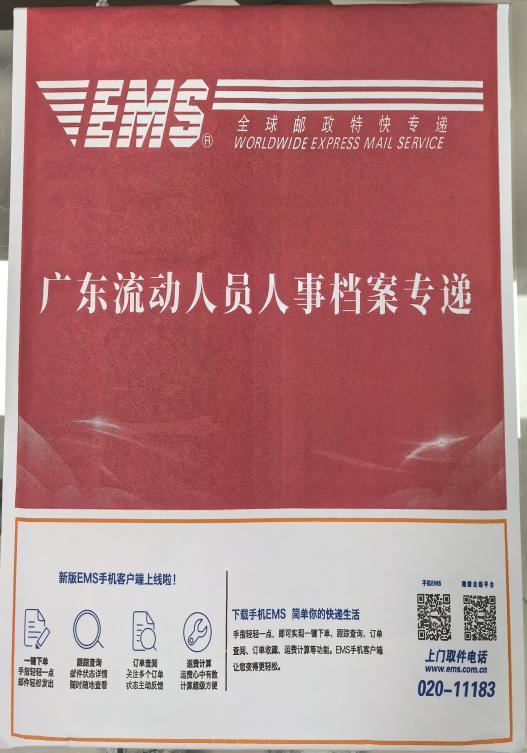 EMS®
全球邮政特快专递
WORLDWIDE EXPRESS MAIL SERVICE
广东流动人员人事档案专递
新版EMS手机客户端上线啦！
一键下单
手指轻轻一点
邮件轻松发出
跟踪查询
邮件状态详情
随时随地查看
订单查阅
关注多个订单
状态主动反馈
运费计算
运费心中有数
计算超级方便
下载手机EMS 简单你的快递生活
手指轻轻一点，即可实现一键下单、跟踪查询、订单
查阅、订单收藏、运费计算等功能。EMS手机客户端
让您变得更轻松。
手机EMS
微信自助平台
上门取件电话
www.ems.com.cn
020-11183